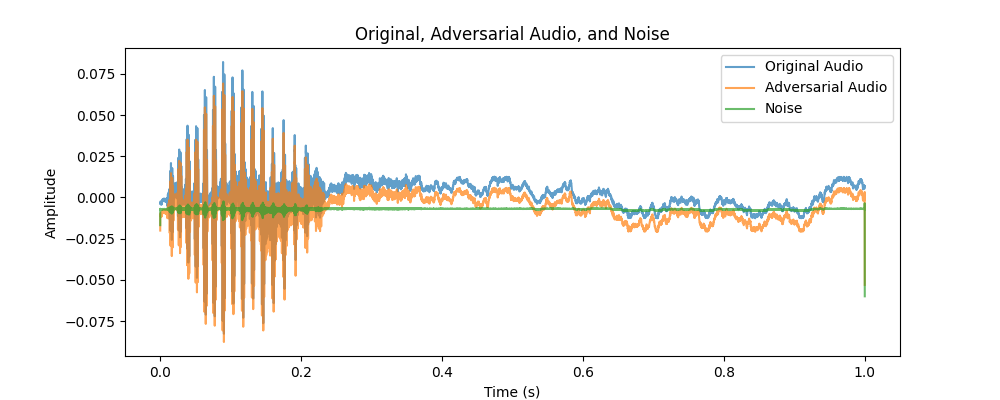 Original, Adversarial Audio, and Noise
Original Audio
Adversarial Audio
Noise
Amplitude
0.075
0.050
0.025
0.000
−0.025
−0.050
−0.075
0.0 0.2 0.4 0.6 0.8 1.0
Time (s)